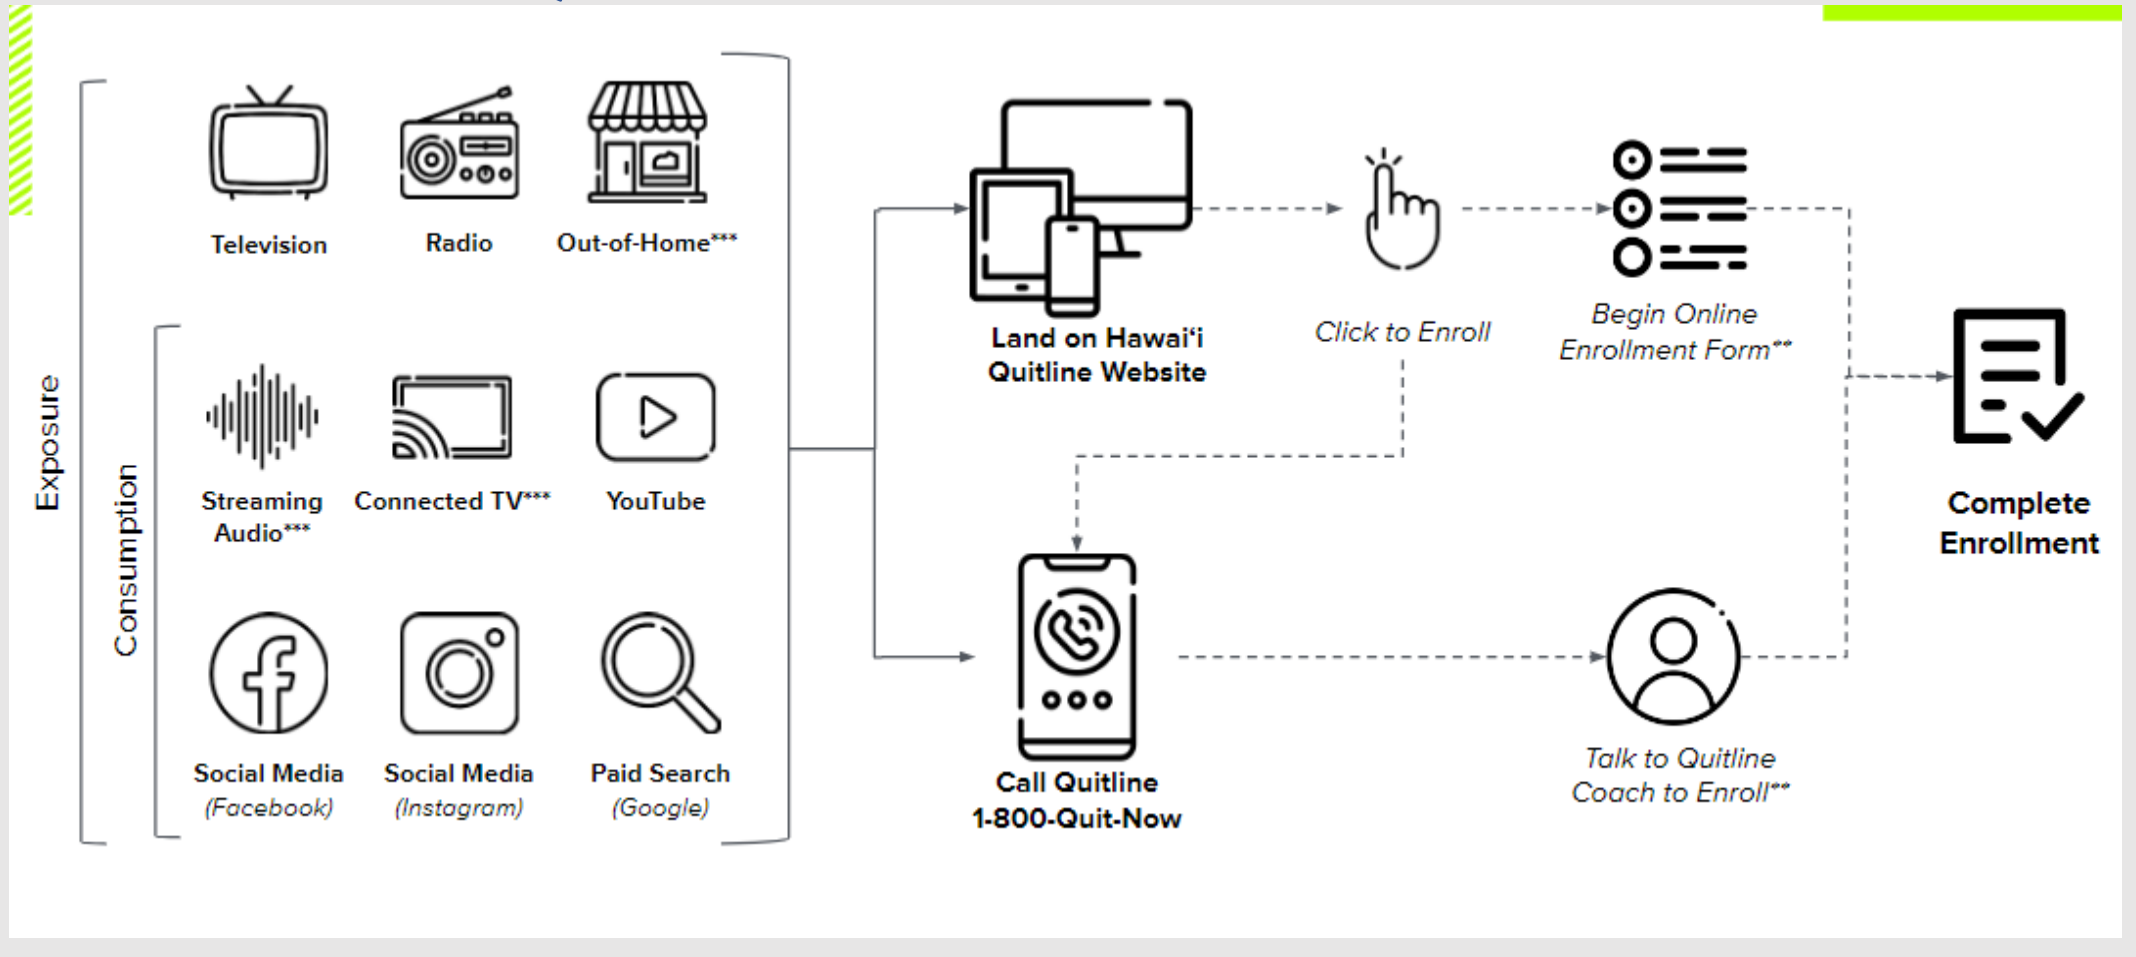 Exposure
Consumption
Television
Radio
Out-of-Home***
Streaming
Audio***
Connected TV***
YouTube
Social Media
(Facebook)
Social Media
(Instagram)
Paid Search
(Google)
Land on Hawaiʻi
Quitline Website
Click to Enroll
Begin Online
Enrollment Form**
Call Quitline
1-800-Quit-Now
Talk to Quitline
Coach to Enroll**
Complete
Enrollment